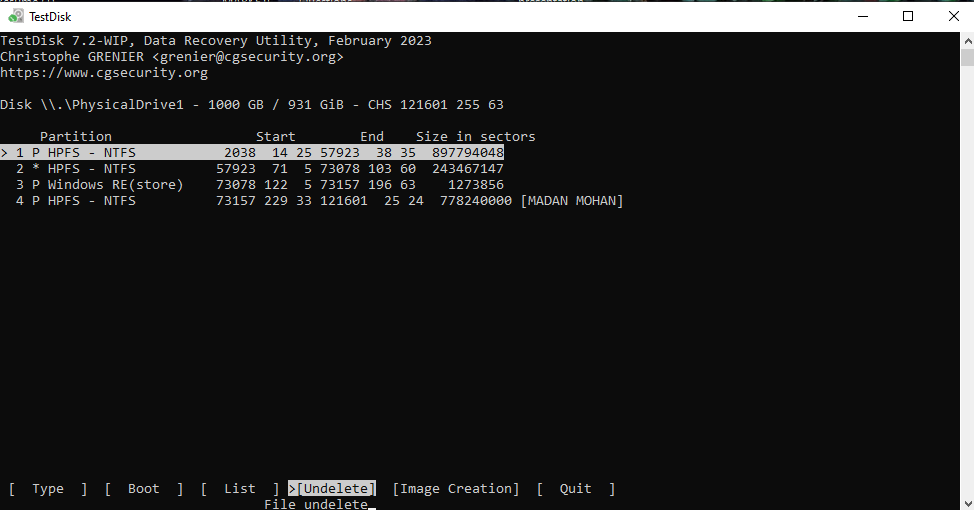 TestDisk
TestDisk 7.2-WIP, Data Recovery Utility, February 2023
Christophe GRENIER <grenier@cgsecurity.org>
https://www.cgsecurity.org
Disk \\.\PhysicalDrive1 - 1000 GB / 931 GiB - CHS 121601 255 63
     Partition                  Start        End    Size in sectors
> 1 P HPFS - NTFS           2038  14 25 57923  38 35  897794048
  2 * HPFS - NTFS          57923  71  5 73078 103 60  243467147
  3 P Windows RE(store)    73078 122  5 73157 196 63    1273856
  4 P HPFS - NTFS          73157 229 33 121601  25 24  778240000 [MADAN MOHAN]
[  Type  ]  [  Boot  ]  [  List  ] >[Undelete]  [Image Creation]  [  Quit  ]
File undelete_